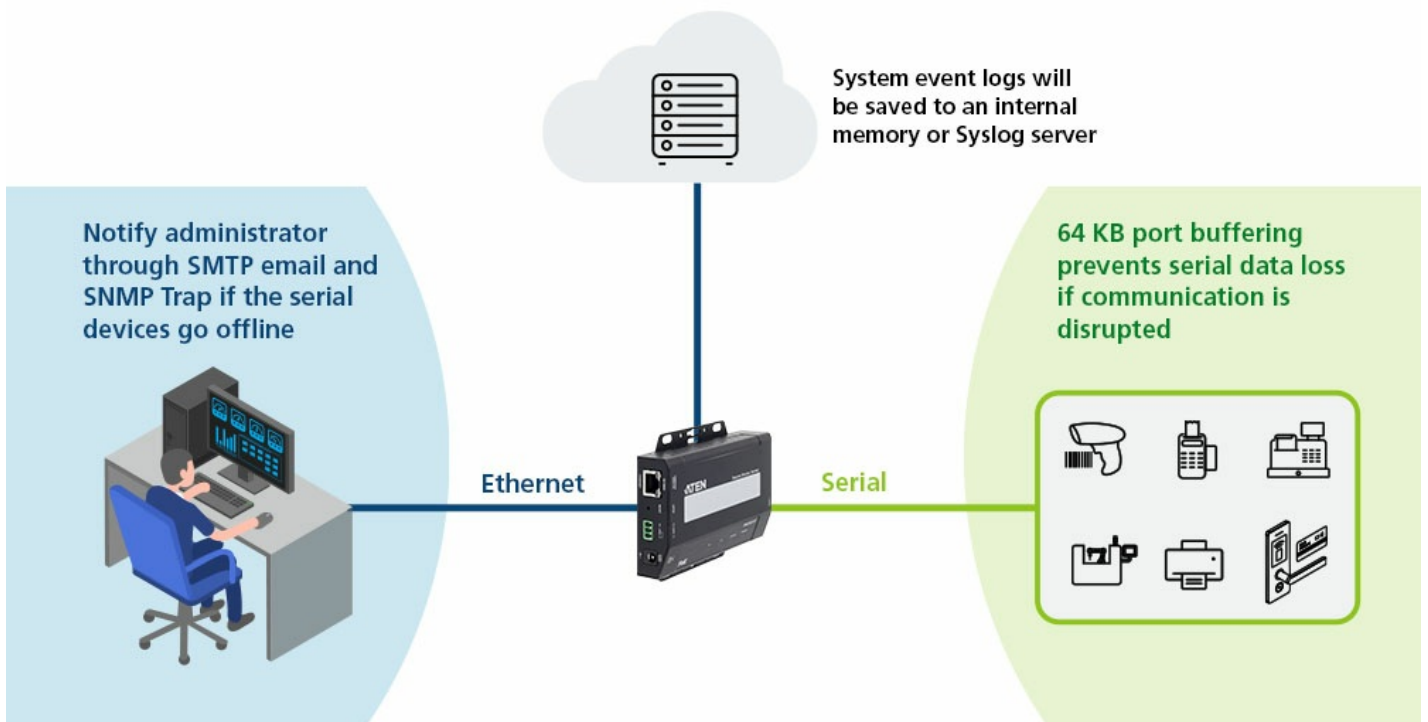 System event logs will
be saved to an internal
memory or Syslog server
Notify administrator
through SMTP email and
SNMP Trap if the serial
devices go offline
64 KB port buffering
prevents serial data loss
if communication is
disrupted
Ethernet
Serial
ATEN